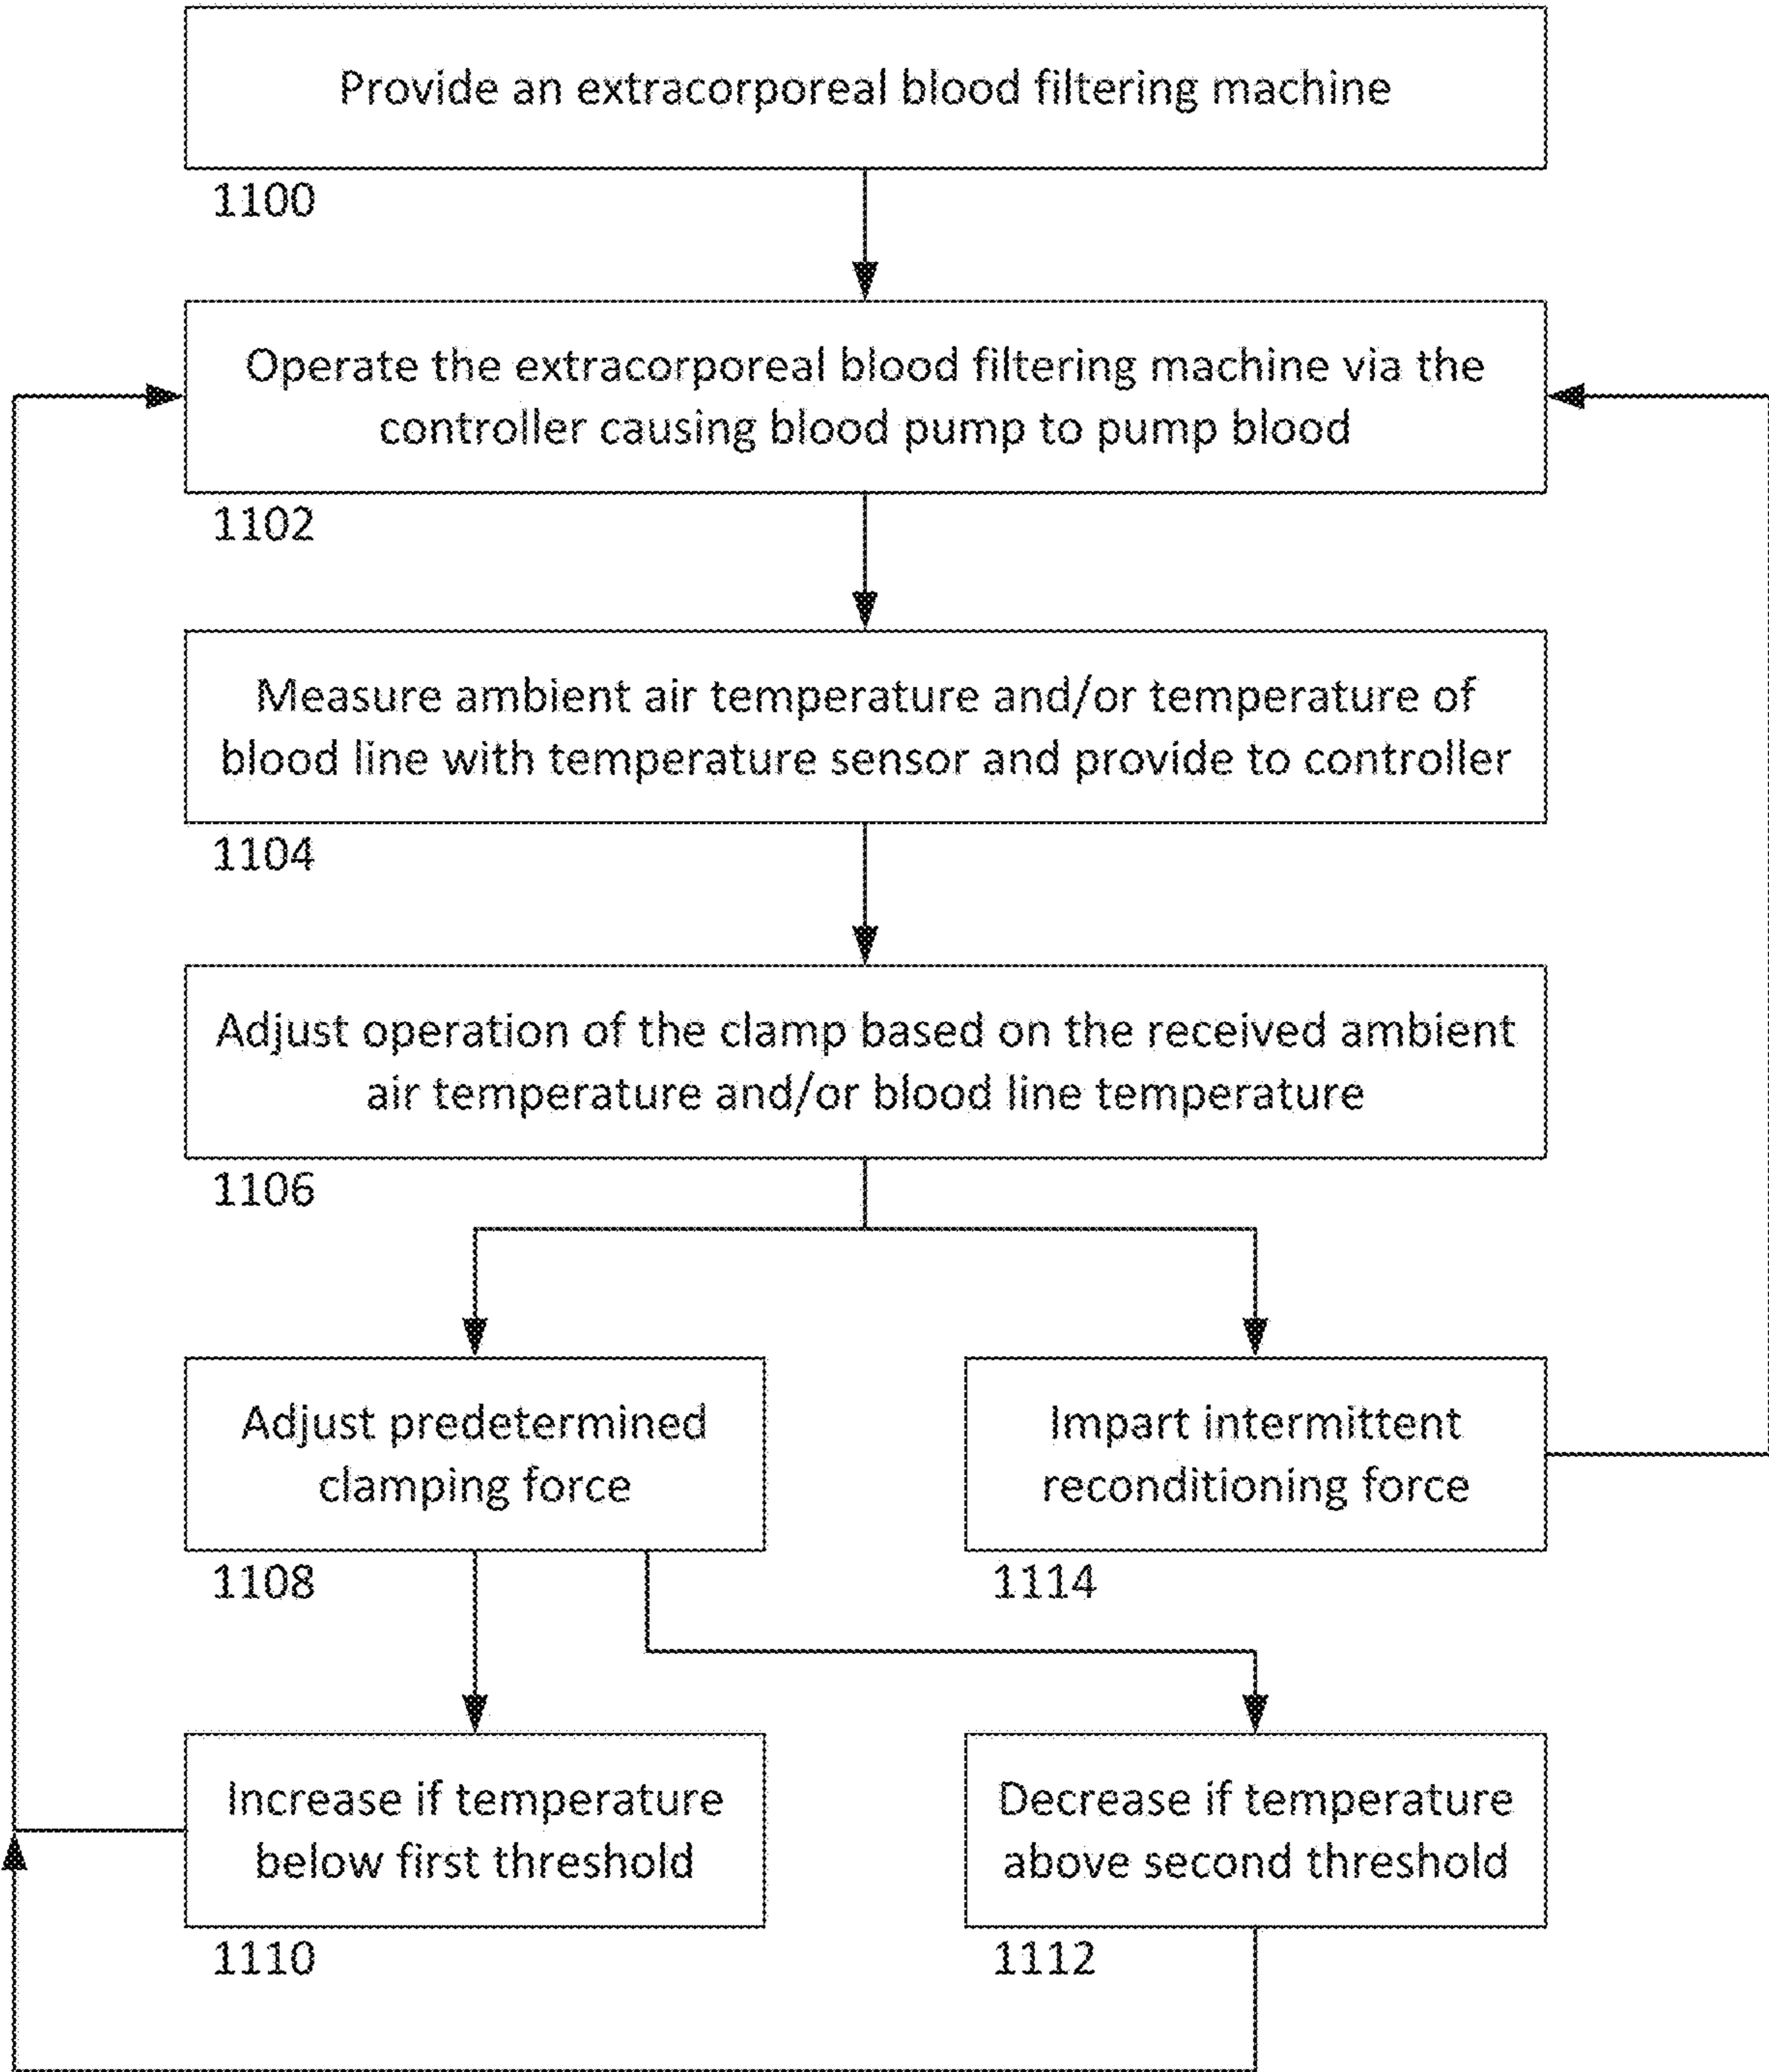 Provide an extracorporeal blood filtering machine
1100
Operate the extracorporeal blood filtering machine via the
controller causing blood pump to pump blood
1102
Measure ambient air temperature and/or temperature of
blood line with temperature sensor and provide to controller
1104
Adjust operation of the clamp based on the received ambient
air temperature and/or blood line temperature
1106
Adjust predetermined
clamping force
1108
Impart intermittent
reconditioning force
1114
Increase if temperature
below first threshold
1110
Decrease if temperature
above second threshold
1112